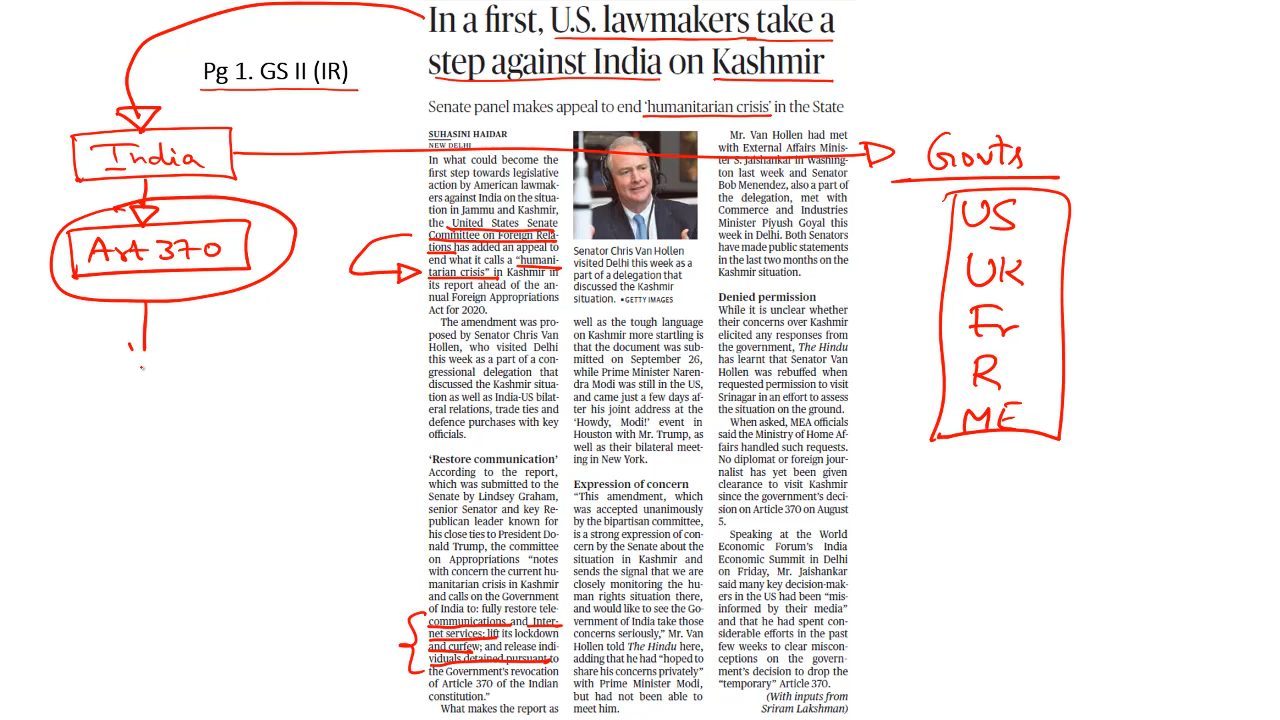 In a first, U.S. lawmakers take a
step against India on Kashmir
Pg 1. GS II (IR)
Senate panel makes appeal to end ‘humanitarian crisis’ in the State
India
Art 370
SUHASINI HAIDAR
NEW DELHI
In what could become the
first step towards legislative
action by American lawmak-
ers against India on the situa-
tion in Jammu and Kashmir,
the United States Senate
Committee on Foreign Rela-
tions has added an appeal to
end what it calls a “humani-
tarian crisis” in Kashmir in
its report ahead of the an-
nual Foreign Appropriations
Act for 2020.
The amendment was pro-
posed by Senator Chris Van
Hollen, who visited Delhi
this week as a part of a con-
gressional delegation that
discussed the Kashmir situa-
tion as well as India-US bilat-
eral relations, trade ties and
defence purchases with key
officials.
‘Restore communication’
According to the report,
which was submitted to the
Senate by Lindsey Graham,
senior Senator and key Re-
publican leader known for
his close ties to President Do-
nald Trump, the committee
on Appropriations “notes
with concern the current hu-
manitarian crisis in Kashmir
and calls on the Government
of India to: fully restore tele-
communications and Inter-
net services; lift its lockdown
and curfew; and release indi-
viduals detained pursuant to
the Government’s revocation
of Article 370 of the Indian
constitution.”
What makes the report as
Senator Chris Van Hollen
visited Delhi this week as a
part of a delegation that
discussed the Kashmir
situation. •GETTY IMAGES
well as the tough language
on Kashmir more startling is
that the document was sub-
mitted on September 26,
while Prime Minister Naren-
dra Modi was still in the US,
and came just a few days af-
ter his joint address at the
‘Howdy, Modi!’ event in
Houston with Mr. Trump, as
well as their bilateral meet-
ing in New York.
Expression of concern
“This amendment, which
was accepted unanimously
by the bipartisan committee,
is a strong expression of con-
cern by the Senate about the
situation in Kashmir and
sends the signal that we are
closely monitoring the hu-
man rights situation there,
and would like to see the Go-
vernment of India take those
concerns seriously,” Mr. Van
Hollen told The Hindu here,
adding that he had “hoped to
share his concerns privately”
with Prime Minister Modi,
but had not been able to
meet him.
Mr. Van Hollen had met
with External Affairs Minis-
ter S. Jaishankar in Washing-
ton last week and Senator
Bob Menendez, also a part of
the delegation, met with
Commerce and Industries
Minister Piyush Goyal this
week in Delhi. Both Senators
have made public statements
in the last two months on the
Kashmir situation.
Denied permission
While it is unclear whether
their concerns over Kashmir
elicited any responses from
the government, The Hindu
has learnt that Senator Van
Hollen was rebuffed when
requested permission to visit
Srinagar in an effort to assess
the situation on the ground.
When asked, MEA officials
said the Ministry of Home Af-
fairs handled such requests.
No diplomat or foreign jour-
nalist has yet been given
clearance to visit Kashmir
since the government’s deci-
sion on Article 370 on August
5.
Speaking at the World
Economic Forum’s India
Economic Summit in Delhi
on Friday, Mr. Jaishankar
said many key decision-mak-
ers in the US had been “mis-
informed by their media”
and that he had spent con-
siderable efforts in the past
few weeks to clear miscon-
ceptions on the govern-
ment’s decision to drop the
“temporary” Article 370.
(With inputs from
Sriram Lakshman)
Govts
US
UK
Fr
R
ME